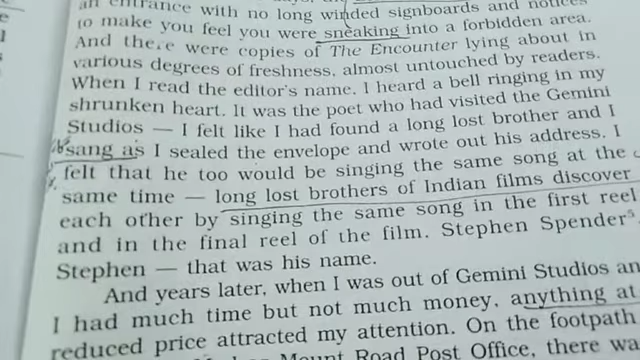 an entrance with no long winded signboards and notices
to make you feel you were sneaking into a forbidden area.
And there were copies of The Encounter lying about in
various degrees of freshness, almost untouched by readers.
When I read the editor's name. I heard a bell ringing in my
shrunken heart. It was the poet who had visited the Gemini
Studios — I felt like I had found a long lost brother and I
sang as I sealed the envelope and wrote out his address. I
felt that he too would be singing the same song at the
same time — long lost brothers of Indian films discover
each other by singing the same song in the first reel
and in the final reel of the film. Stephen Spender
Stephen — that was his name.
And years later, when I was out of Gemini Studios an
I had much time but not much money, anything at
reduced price attracted my attention. On the footpath
Mount Road Post Office, there wa